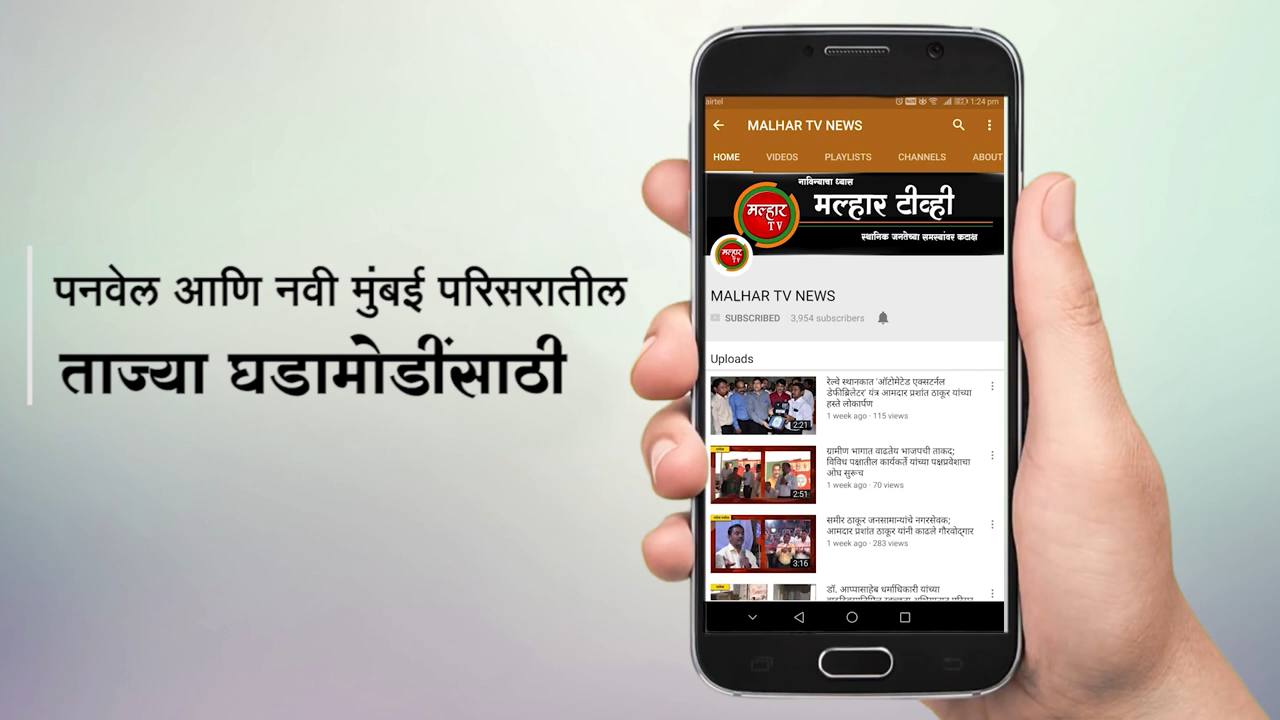 पनवेल आणि नवी मुंबई परिसरातील
ताज्या घडामोडींसाठी
airtel
1:24 pm
MALHAR TV NEWS
HOME VIDEOS PLAYLISTS CHANNELS ABOUT
नाविन्याचा ध्यास
मल्हार टीव्ही
मल्हार
TV
स्थानिक जनतेच्या समस्यांवर कटाक्ष
मल्हार
TV
MALHAR TV NEWS
SUBSCRIBED 3,954 subscribers
Uploads
रेल्वे स्थानकात 'ऑटोमेटेड एक्सटर्नल
डेफीब्रिलेटर' यंत्र आमदार प्रशांत ठाकूर यांच्या
हस्ते लोकार्पण
1 week ago · 115 views
2:21
ग्रामीण भागात वाढतेय भाजपची ताकद;
विविध पक्षातील कार्यकर्ते यांच्या पक्षप्रवेशाचा
ओघ सुरूच
1 week ago · 70 views
2:51
समीर ठाकूर जनसामान्यांचे नगरसेवक;
आमदार प्रशांत ठाकूर यांनी काढले गौरवोद्गार
1 week ago · 283 views
3:16
डॉ. आप्पासाहेब धर्माधिकारी यांच्या